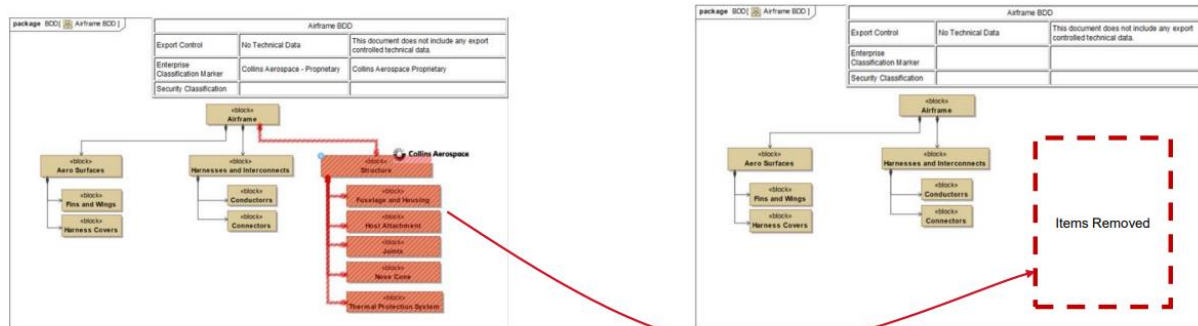 package BDD[ Airframe BDD ]
Airframe BDD
Export Control
No Technical Data
This document does not include any export
controlled technical data.
Enterprise
Classification Marker
Collins Aerospace - Proprietary
Collins Aerospace Proprietary
Security Classification
«block»
Airframe
«block»
Aero Surfaces
«block»
Harnesses and Interconnects
Collins Aerospace
«block»
Structure
«block»
Fins and Wings
«block»
Harness Covers
«block»
Conductorrs
«block»
Connectors
«block»
Fuselage and Housing
«block»
Host Attachment
«block»
Joints
«block»
Nose Cone
«block»
Thermal Protection System
package BDD[ Airframe BDD ]
Airframe BDD
Export Control
No Technical Data
This document does not include any export
controlled technical data.
Enterprise
Classification Marker
Security Classification
«block»
Airframe
«block»
Aero Surfaces
«block»
Harnesses and Interconnects
«block»
Fins and Wings
«block»
Harness Covers
«block»
Conductorrs
«block»
Connectors
Items Removed